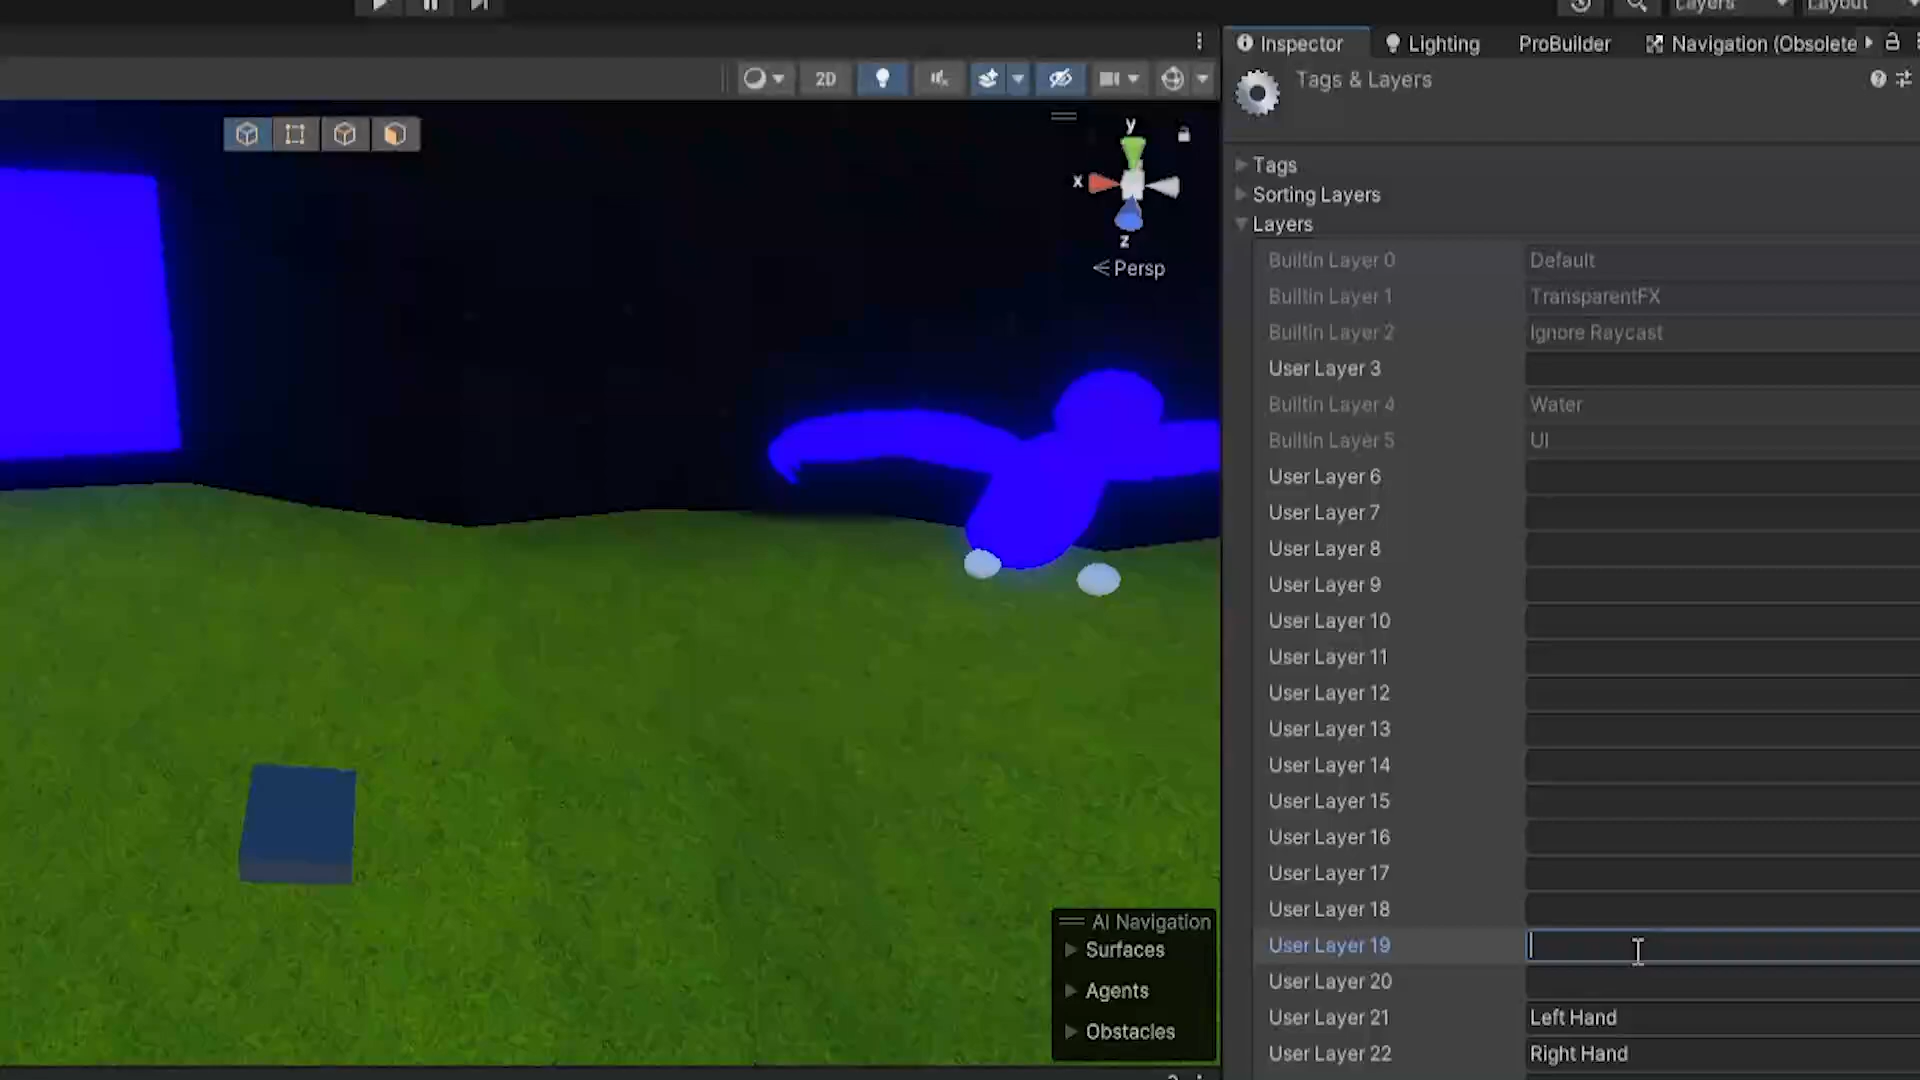 Layers
Layout
Inspector
Lighting
ProBuilder
Navigation (Obsolete
2D
Tags & Layers
y
x
z
Persp
Tags
Sorting Layers
Layers
Builtin Layer 0 Default
Builtin Layer 1 TransparentFX
Builtin Layer 2 Ignore Raycast
User Layer 3
Builtin Layer 4 Water
Builtin Layer 5 UI
User Layer 6
User Layer 7
User Layer 8
User Layer 9
User Layer 10
User Layer 11
User Layer 12
User Layer 13
User Layer 14
User Layer 15
User Layer 16
User Layer 17
User Layer 18
User Layer 19
User Layer 20
User Layer 21 Left Hand
User Layer 22 Right Hand
AI Navigation
Surfaces
Agents
Obstacles